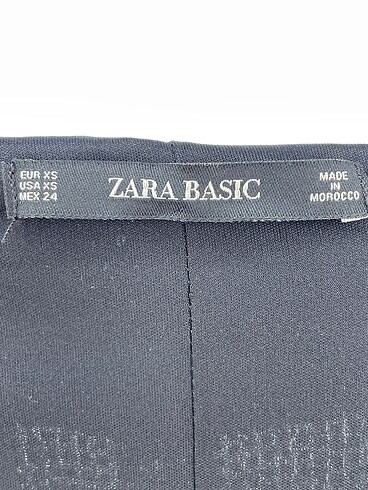 EUR XS
USA XS
MEX 24
ZARA BASIC
MADE
IN
MOROCCO